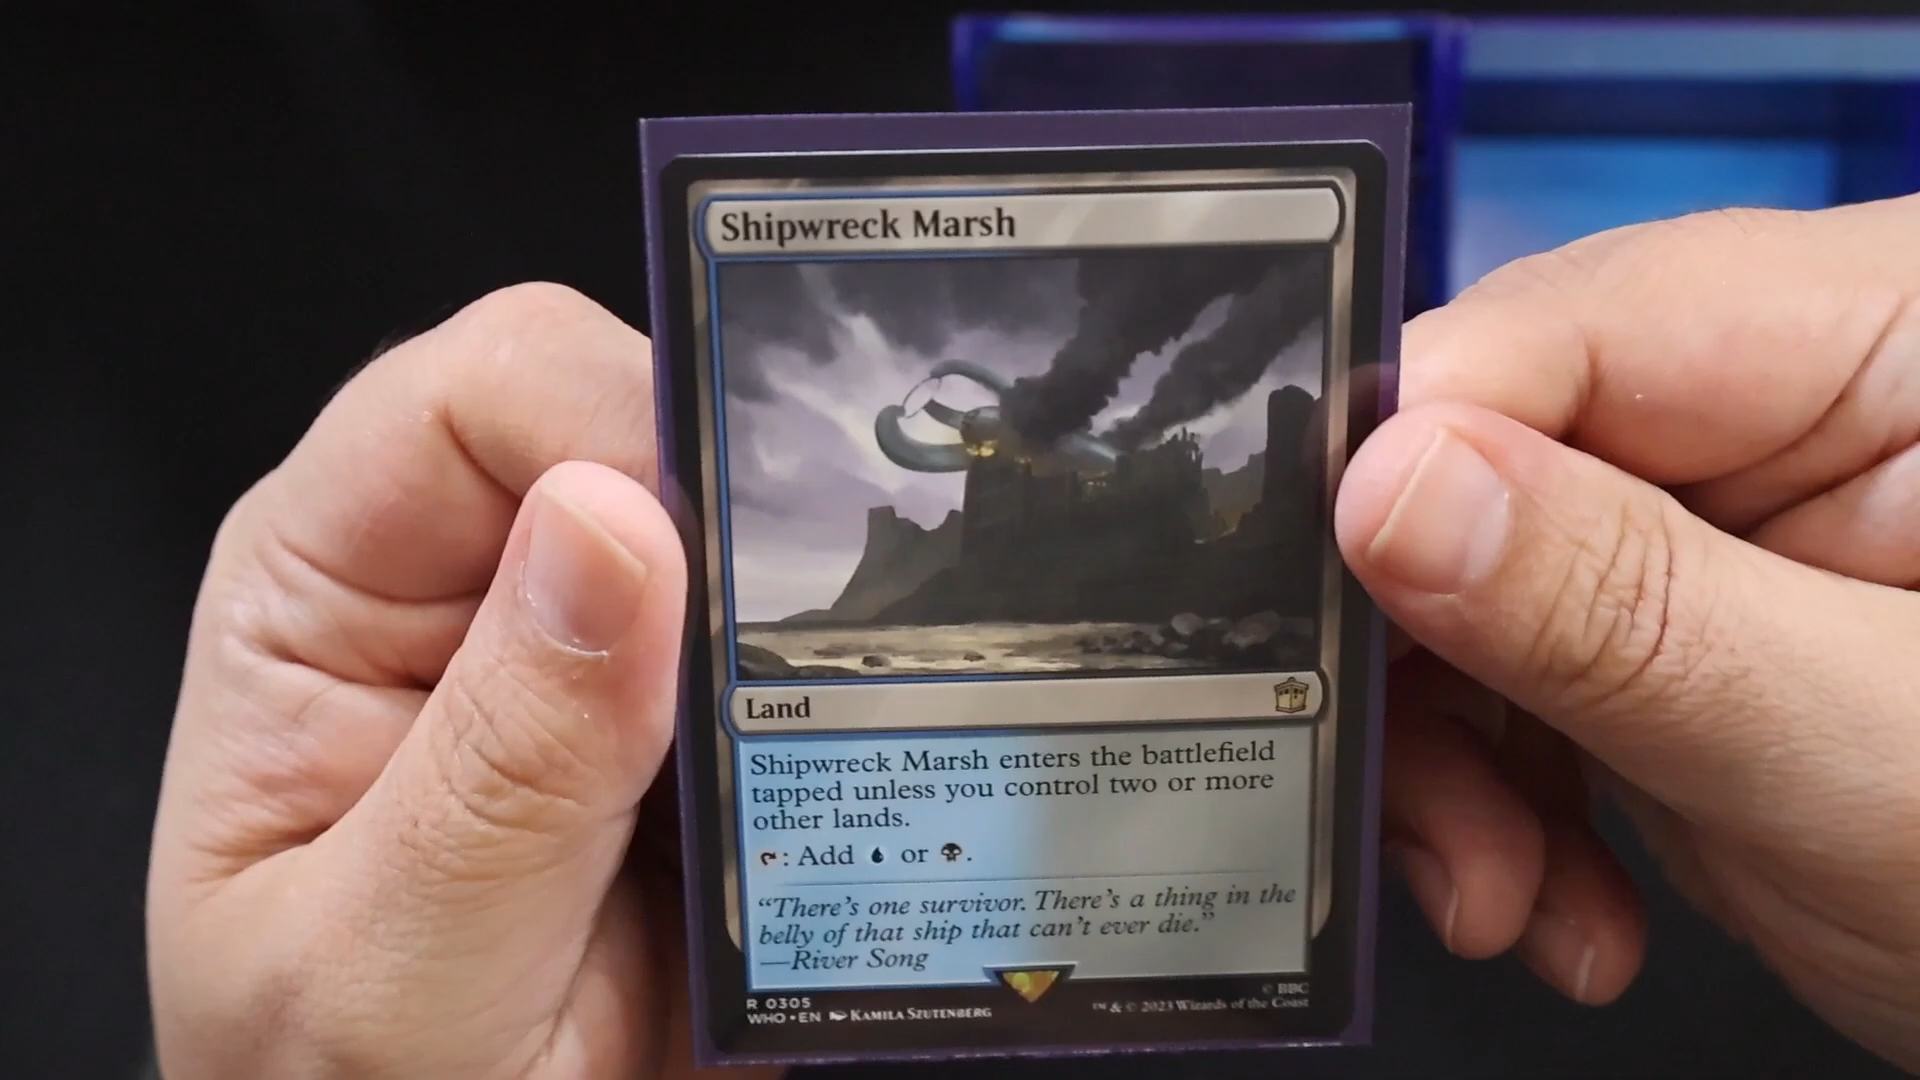 Shipwreck Marsh
Land
Shipwreck Marsh enters the battlefield
tapped unless you control two or more
other lands.
: Add or .
“There’s one survivor. There’s a thing in the
belly of that ship that can’t ever die.”
—River Song
R 0305
WHO • EN KAMILA SZUTENBERG
© BBC
™ & © 2023 Wizards of the Coast